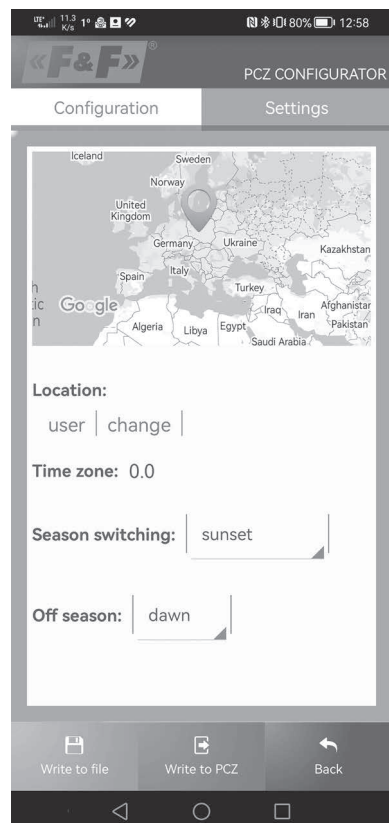 11.3
K/s 1° 80% 12:58
«F&F»®
PCZ CONFIGURATOR
Configuration Settings
Iceland
Sweden
Norway
United
Kingdom
Germany
Ukraine
Kazakhstan
Spain
Italy
Turkey
h
ic
n
Google
Iraq
Iran
Afghanistan
Algeria
Libya
Egypt
Pakistan
Saudi Arabia
Location:
user change
Time zone: 0.0
Season switching: sunset
Off season: dawn
Write to file Write to PCZ Back